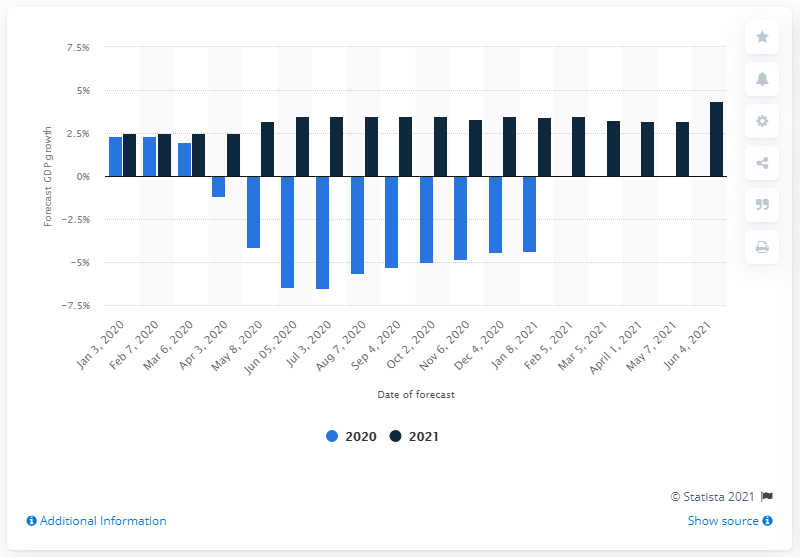 7.5%
5%
2.5%
0%
−2.5%
−5%
−7.5%
Forecast GDP growth
Jan 3, 2020
Feb 7, 2020
Mar 6, 2020
Apr 3, 2020
May 8, 2020
Jun 05, 2020
Jul 3, 2020
Aug 7, 2020
Sep 4, 2020
Oct 2, 2020
Nov 6, 2020
Dec 4, 2020
Jan 8, 2021
Feb 5, 2021
Mar 5, 2021
April 1, 2021
May 7, 2021
Jun 4, 2021
Date of forecast
2020 2021
© Statista 2021
Additional Information
Show source